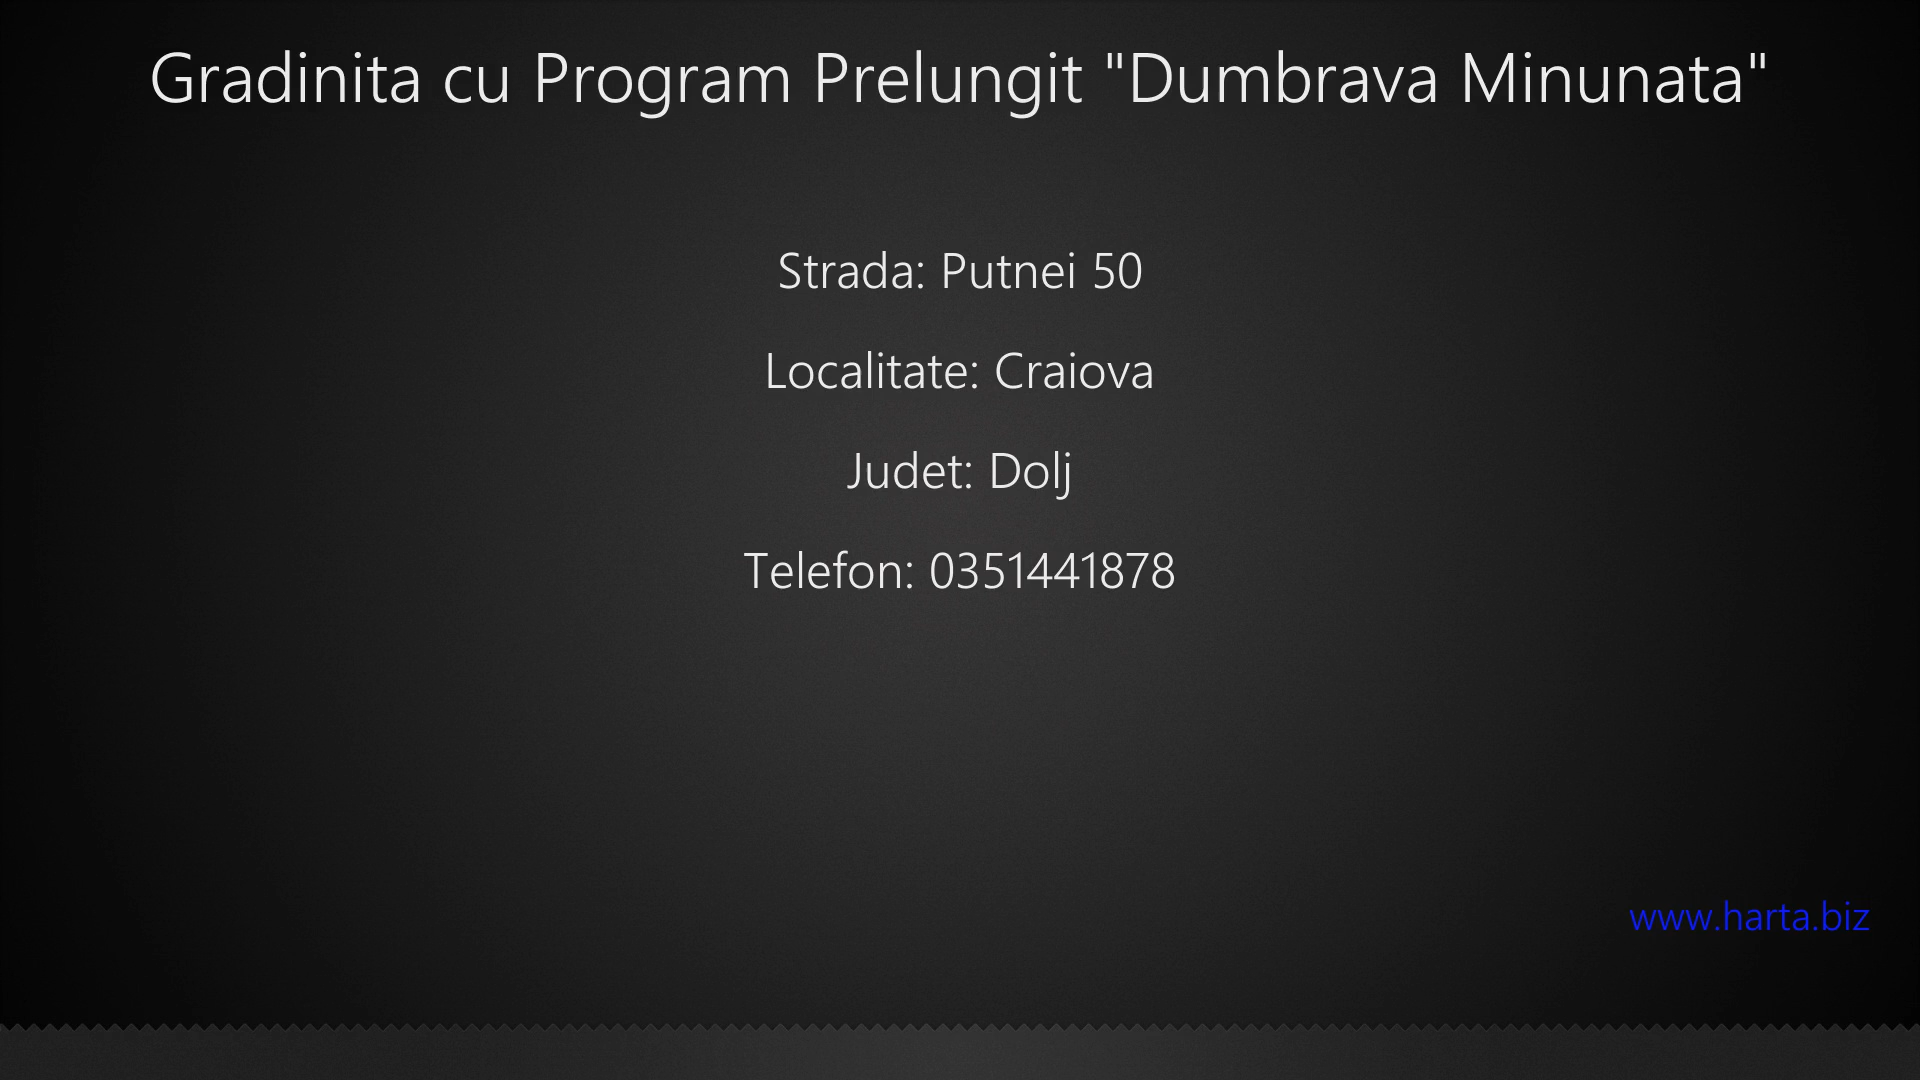 Gradinita cu Program Prelungit "Dumbrava Minunata"
Strada: Putnei 50
Localitate: Craiova
Judet: Dolj
Telefon: 0351441878
www.harta.biz